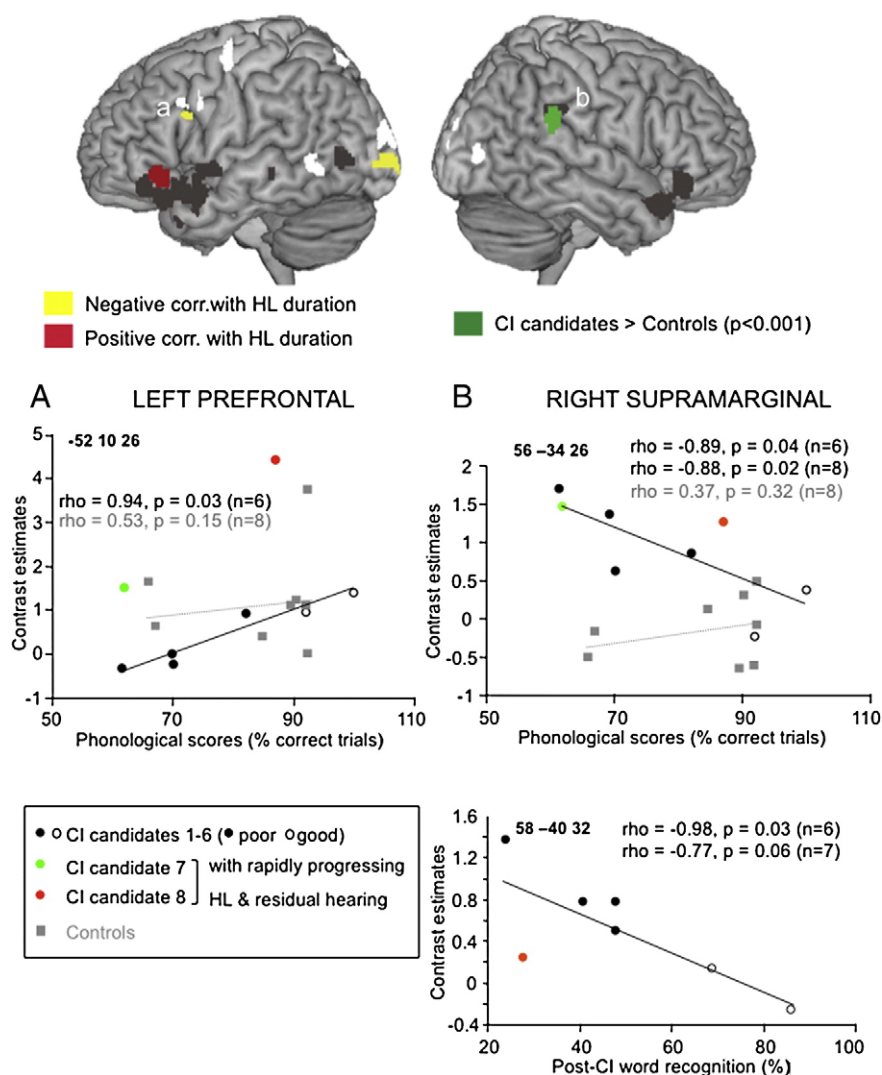 a
b
Negative corr.with HL duration
Positive corr. with HL duration
CI candidates > Controls (p<0.001)
A LEFT PREFRONTAL
-52 10 26
rho = 0.94, p = 0.03 (n=6)
rho = 0.53, p = 0.15 (n=8)
Contrast estimates
5
4
3
2
1
0
-1
50 70 90 110
Phonological scores (% correct trials)
B RIGHT SUPRAMARGINAL
56 –34 26
rho = -0.89, p = 0.04 (n=6)
rho = -0.88, p = 0.02 (n=8)
rho = 0.37, p = 0.32 (n=8)
Contrast estimates
2
1.5
1
0.5
0
-0.5
-1
50 70 90 110
Phonological scores (% correct trials)
CI candidates 1-6 ( poor good)
CI candidate 7
CI candidate 8
with rapidly progressing
HL & residual hearing
Controls
58 –40 32
rho = -0.98, p = 0.03 (n=6)
rho = -0.77, p = 0.06 (n=7)
Contrast estimates
1.6
1.2
0.8
0.4
0
-0.4
20 40 60 80 100
Post-CI word recognition (%)